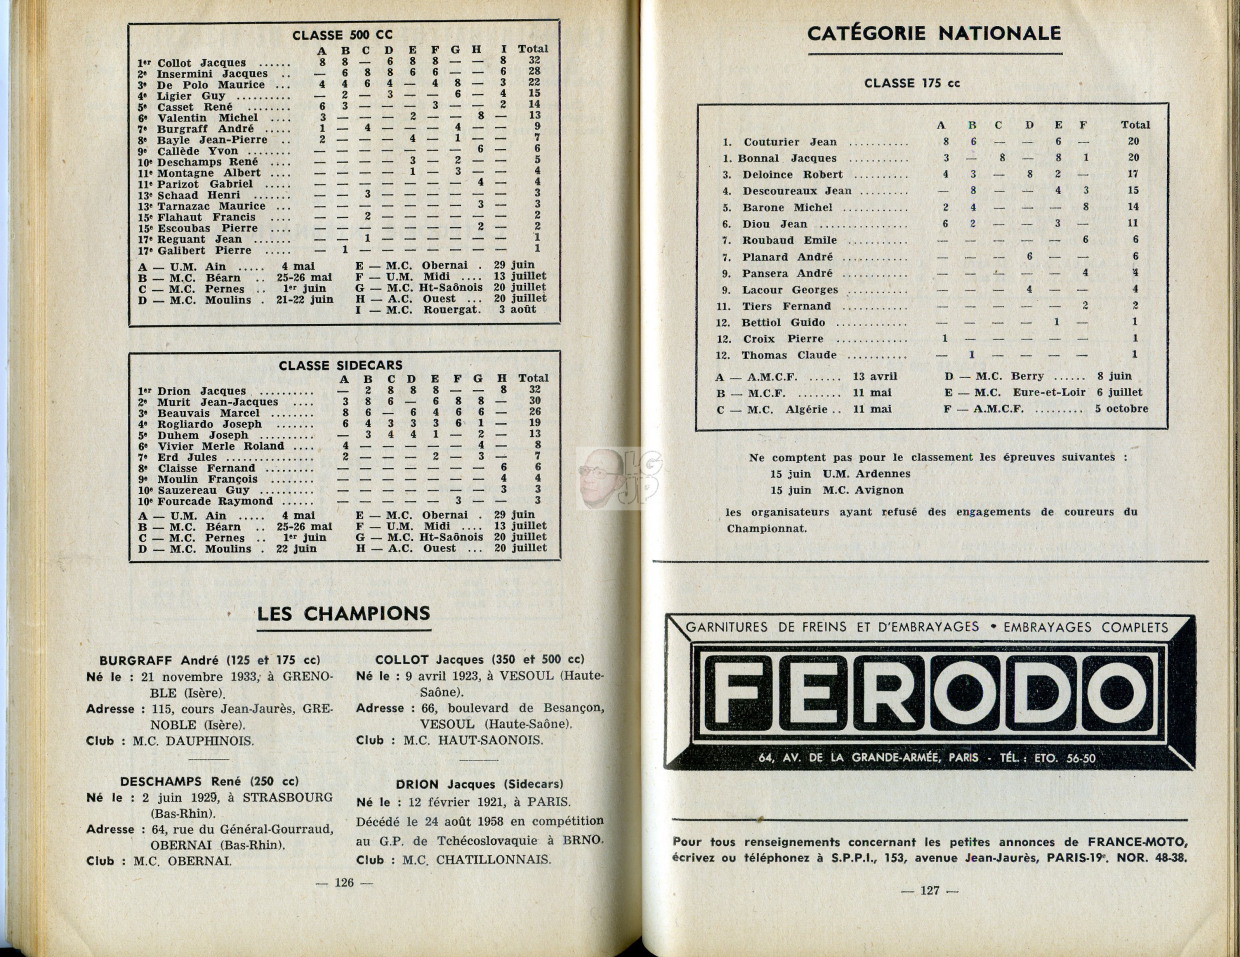 CLASSE 500 CC
A B C D E F G H I Total
1er Collot Jacques ...... 8 8 — 6 8 8 — — 8 32
2e Insermini Jacques .. — 6 8 8 6 6 — — 6 28
3e De Polo Maurice ... 4 4 6 4 — 4 8 — 3 22
4e Ligier Guy .......... — 2 — 3 — — 6 — 4 15
5e Casset René ........ 6 3 — — — 3 — — 2 14
6e Valentin Michel .... 3 — — — 2 — — 8 — 13
7e Burgraff André ..... 1 — 4 — — — 4 — — 9
8e Bayle Jean-Pierre .. 2 — — — 4 — 1 — — 7
9e Callède Yvon ....... — — — — — — — 6 — 6
10e Deschamps René .... — — — — 3 — 2 — — 5
11e Montagne Albert .... — — — — 1 — 3 — — 4
11e Parizot Gabriel ..... — — — — — — — 4 — 4
13e Schaad Henri ....... — — 3 — — — — — — 3
13e Tarnazac Maurice ... — — — — — — — 3 — 3
15e Flahaut Francis .... — — 2 — — — — — — 2
15e Escoubas Pierre .... — — — — — — — 2 — 2
17e Reguant Jean ....... — — 1 — — — — — — 1
17e Galibert Pierre ..... — 1 — — — — — — — 1
A — U.M. Ain ..... 4 mai E — M.C. Obernai . 29 juin
B — M.C. Béarn .. 25-26 mai F — U.M. Midi .... 13 juillet
C — M.C. Pernes .. 1er juin G — M.C. Ht-Saônois 20 juillet
D — M.C. Moulins . 21-22 juin H — A.C. Ouest ... 20 juillet
I — M.C. Rouergat. 3 août
CLASSE SIDECARS
A B C D E F G H Total
1er Drion Jacques .......... — 2 8 8 8 — — 8 32
2e Murit Jean-Jacques .... 3 8 6 — 6 8 8 — 30
3e Beauvais Marcel ....... 8 6 — 6 4 6 6 — 26
4e Rogliardo Joseph ....... 6 4 3 3 3 6 1 — 19
5e Duhem Joseph .......... — 3 4 4 1 — 2 — 13
6e Vivier Merle Roland .... 4 — — — — — 4 — 8
7e Erd Jules .............. 2 — — — 2 — 3 — 7
8e Claisse Fernand ........ — — — — — — — 6 6
9e Moulin François ........ — — — — — — — 4 4
10e Sauzereau Guy .......... — — — — — — — 3 3
10e Fourcade Raymond ...... — — — — — 3 — — 3
A — U.M. Ain ..... 4 mai E — M.C. Obernai . 29 juin
B — M.C. Béarn .. 25-26 mai F — U.M. Midi .... 13 juillet
C — M.C. Pernes .. 1er juin G — M.C. Ht-Saônois 20 juillet
D — M.C. Moulins . 22 juin H — A.C. Ouest ... 20 juillet
LES CHAMPIONS
BURGRAFF André (125 et 175 cc)
Né le : 21 novembre 1933, à GRENO-
BLE (Isère).
Adresse : 115, cours Jean-Jaurès, GRE-
NOBLE (Isère).
Club : M.C. DAUPHINOIS.
DESCHAMPS René (250 cc)
Né le : 2 juin 1929, à STRASBOURG
(Bas-Rhin).
Adresse : 64, rue du Général-Gourraud,
OBERNAI (Bas-Rhin).
Club : M.C. OBERNAI.
COLLOT Jacques (350 et 500 cc)
Né le : 9 avril 1923, à VESOUL (Haute-
Saône).
Adresse : 66, boulevard de Besançon,
VESOUL (Haute-Saône).
Club : M.C. HAUT-SAONOIS.
DRION Jacques (Sidecars)
Né le : 12 février 1921, à PARIS.
Décédé le 24 août 1958 en compétition
au G.P. de Tchécoslovaquie à BRNO.
Club : M.C. CHATILLONNAIS.
— 126 —
CATÉGORIE NATIONALE
CLASSE 175 cc
A B C D E F Total
1. Couturier Jean ......... 8 6 — — 6 — 20
1. Bonnal Jacques ........... 3 — 8 — 8 1 20
3. Deloince Robert .......... 4 3 — 8 2 — 17
4. Descoureaux Jean ......... — 8 — — 4 3 15
5. Barone Michel ............ 2 4 — — — 8 14
6. Diou Jean ............... 6 2 — — 3 — 11
7. Roubaud Emile ........... — — — — — 6 6
7. Planard André ............ — — — 6 — — 6
9. Pansera André ............ — — — — — 4 4
9. Lacour Georges ........... — — — 4 — — 4
11. Tiers Fernand ............ — — — — — 2 2
12. Bettiol Guido ............. — — — — 1 — 1
12. Croix Pierre ............. 1 — — — — — 1
12. Thomas Claude .......... — 1 — — — — 1
A — A.M.C.F. ...... 13 avril D — M.C. Berry ...... 8 juin
B — M.C.F. ........ 11 mai E — M.C. Eure-et-Loir 6 juillet
C — M.C. Algérie .. 11 mai F — A.M.C.F. ......... 5 octobre
Ne comptent pas pour le classement les épreuves suivantes :
15 juin U.M. Ardennes
15 juin M.C. Avignon
les organisateurs ayant refusé des engagements de coureurs du
Championnat.
GARNITURES DE FREINS ET D'EMBRAYAGES • EMBRAYAGES COMPLETS
FERODO
64, AV. DE LA GRANDE-ARMÉE, PARIS - TÉL : ETO. 56-50
Pour tous renseignements concernant les petites annonces de FRANCE-MOTO,
écrivez ou téléphonez à S.P.P.I., 153, avenue Jean-Jaurès, PARIS-19e. NOR. 48-38.
— 127 —
LG
JP